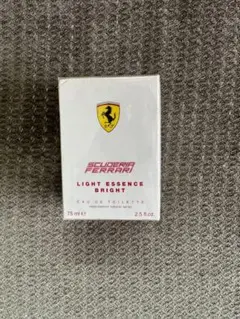 SCUDERIA
FERRARI
LIGHT ESSENCE
BRIGHT
EAU DE TOILETTE
75 ml e 2.5 fl.oz.